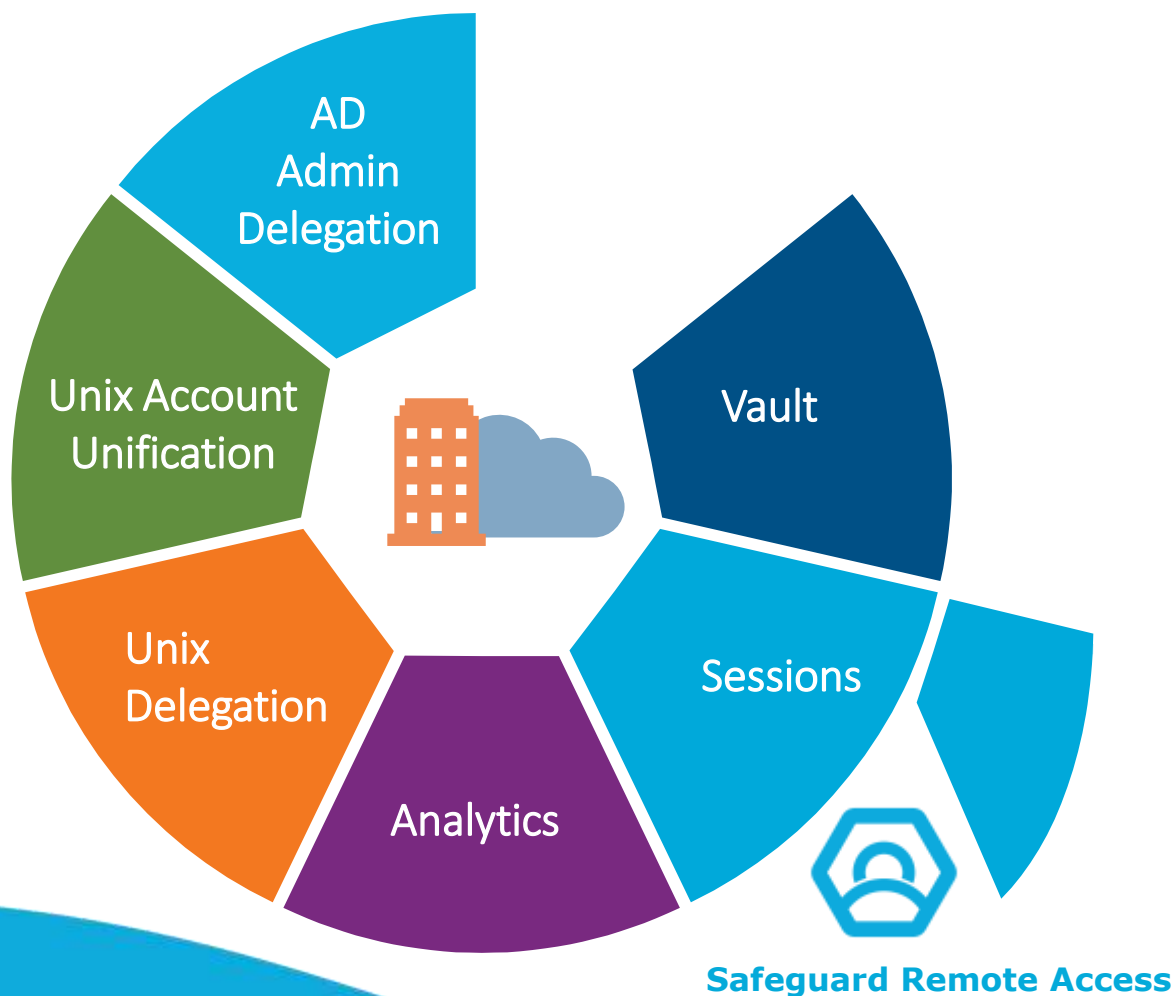 AD
Admin
Delegation
Unix Account
Unification
Vault
Unix
Delegation
Sessions
Analytics
Safeguard Remote Access